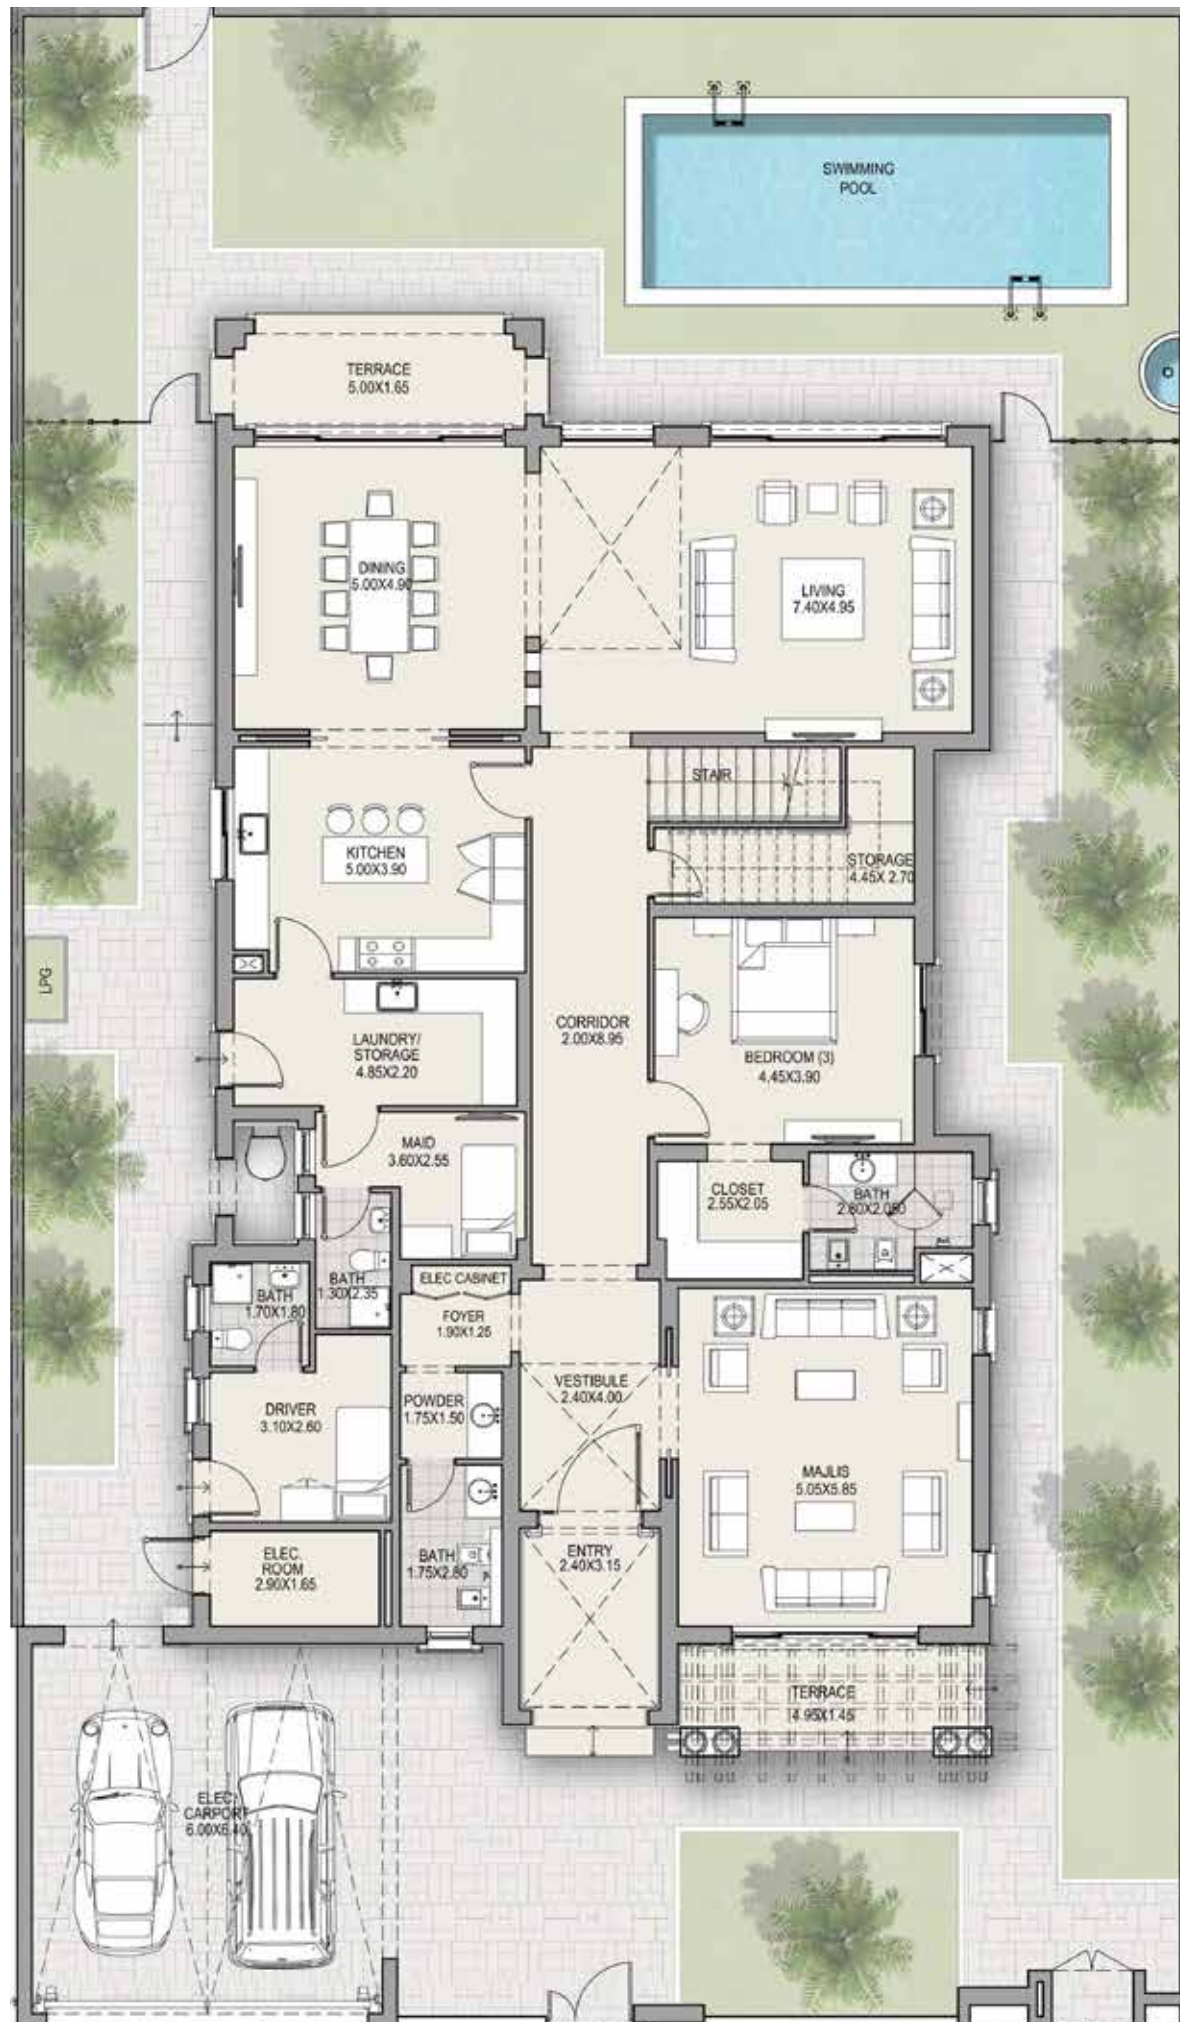 SWIMMING
POOL
TERRACE
5.00X1.65
DINING
5.00X4.90
LIVING
7.40X4.95
STAIR
KITCHEN
5.00X3.90
STORAGE
4.45X 2.70
LPG
CORRIDOR
2.00X8.95
LAUNDRY/
STORAGE
4.85X2.20
BEDROOM (3)
4.45X3.90
MAID
3.60X2.55
CLOSET
2.55X2.05
BATH
BATH
1.30X2.35
ELEC CABINET
BATH
1.70X1.80
FOYER
1.90X1.25
VESTIBULE
2.40X4.00
POWDER
1.75X1.50
DRIVER
3.10X2.60
MAJLIS
5.05X5.85
ELEC.
ROOM
2.90X1.65
BATH
1.75X2.80
ENTRY
2.40X3.15
TERRACE
4.95X1.45
ELEC.
CARPORT
6.00X6.40